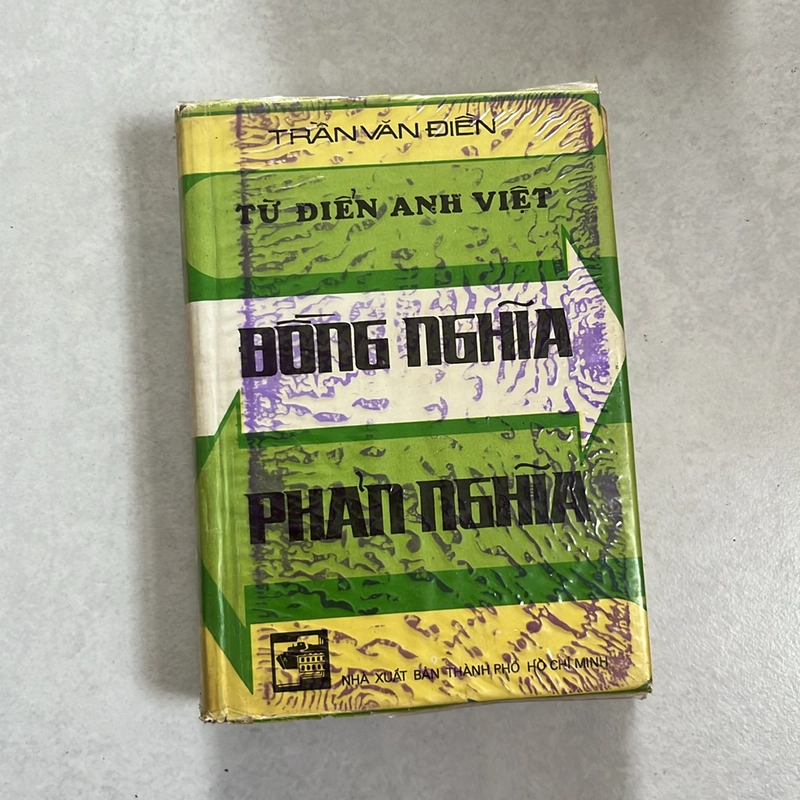 TRẦN VĂN ĐIỀN
TỪ ĐIỂN ANH VIỆT
ĐỒNG NGHĨA
PHẢN NGHĨA
NHÀ XUẤT BẢN THÀNH PHỐ HỒ CHÍ MINH